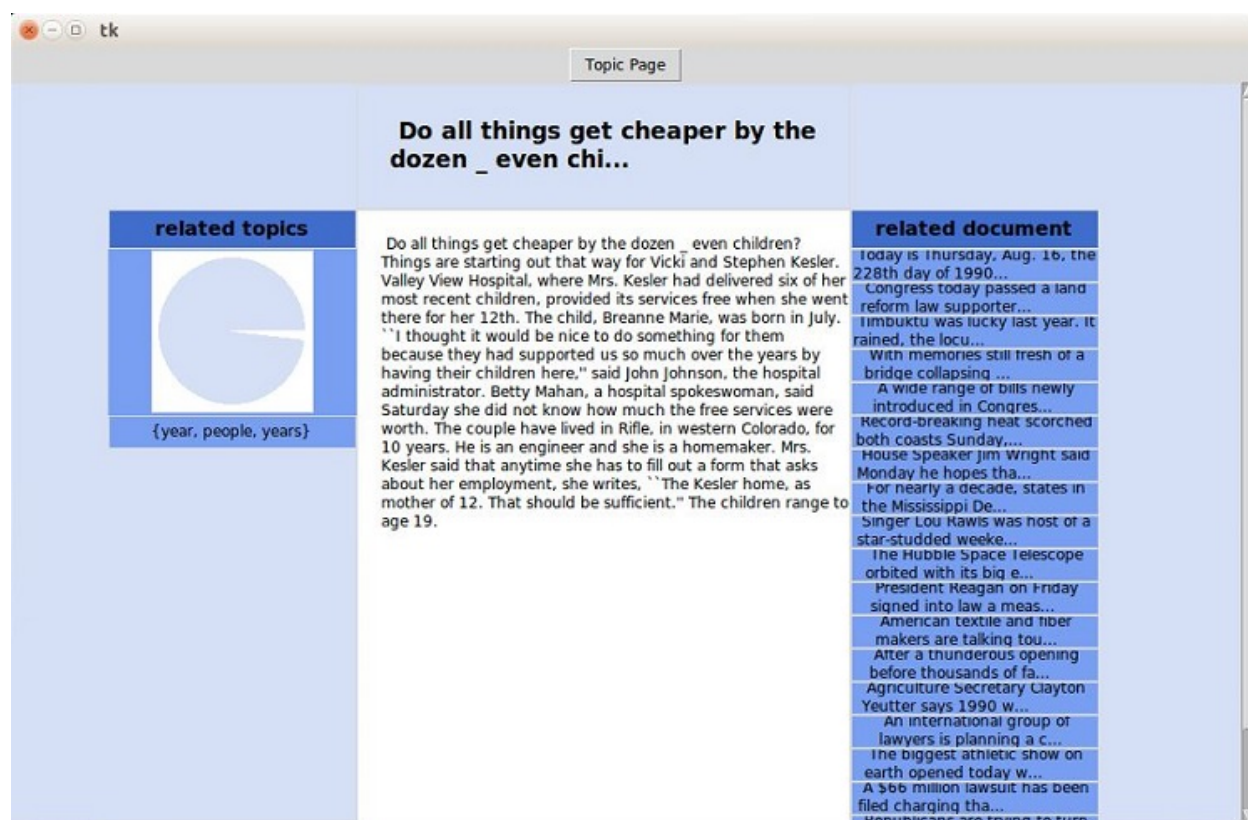 tk
Topic Page
Do all things get cheaper by the
dozen _ even chi...
related topics
{year, people, years}
Do all things get cheaper by the dozen _ even children?
Things are starting out that way for Vicki and Stephen Kesler.
Valley View Hospital, where Mrs. Kesler had delivered six of her
most recent children, provided its services free when she went
there for her 12th. The child, Breanne Marie, was born in July.
``I thought it would be nice to do something for them
because they had supported us so much over the years by
having their children here,'' said John Johnson, the hospital
administrator. Betty Mahan, a hospital spokeswoman, said
Saturday she did not know how much the free services were
worth. The couple have lived in Rifle, in western Colorado, for
10 years. He is an engineer and she is a homemaker. Mrs.
Kesler said that anytime she has to fill out a form that asks
about her employment, she writes, ``The Kesler home, as
mother of 12. That should be sufficient.'' The children range to
age 19.
related document
Today is Thursday, Aug. 16, the
228th day of 1990...
Congress today passed a land
reform law supporter...
Timbuktu was lucky last year. It
rained, the locu...
With memories still fresh of a
bridge collapsing ...
A wide range of bills newly
introduced in Congres...
Record-breaking heat scorched
both coasts Sunday,...
House Speaker Jim Wright said
Monday he hopes tha...
For nearly a decade, states in
the Mississippi De...
Singer Lou Rawls was host of a
star-studded weeke...
The Hubble Space Telescope
orbited with its big e...
President Reagan on Friday
signed into law a meas...
American textile and fiber
makers are talking tou...
After a thunderous opening
before thousands of fa...
Agriculture Secretary Clayton
Yeutter says 1990 w...
An international group of
lawyers is planning a c...
The biggest athletic show on
earth opened today w...
A $66 million lawsuit has been
filed charging tha...
Republicans are trying to turn